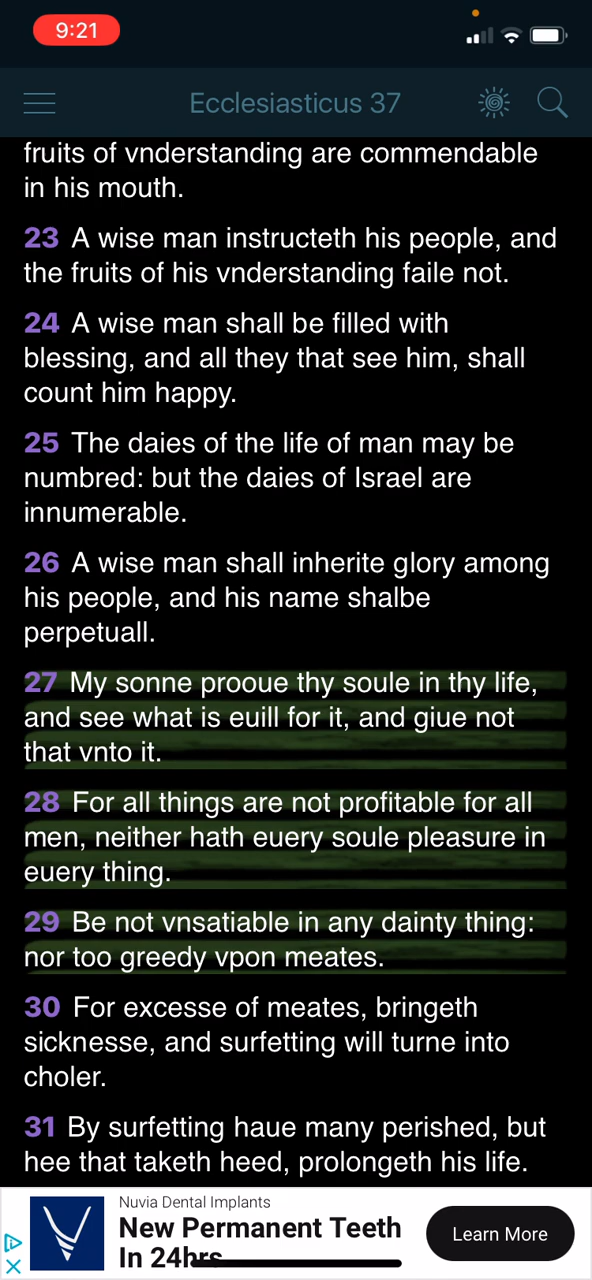 9:21
Ecclesiasticus 37
fruits of vnderstanding are commendable
in his mouth.
23 A wise man instructeth his people, and
the fruits of his vnderstanding faile not.
24 A wise man shall be filled with
blessing, and all they that see him, shall
count him happy.
25 The daies of the life of man may be
numbred: but the daies of Israel are
innumerable.
26 A wise man shall inherite glory among
his people, and his name shalbe
perpetuall.
27 My sonne prooue thy soule in thy life,
and see what is euill for it, and giue not
that vnto it.
28 For all things are not profitable for all
men, neither hath euery soule pleasure in
euery thing.
29 Be not vnsatiable in any dainty thing:
nor too greedy vpon meates.
30 For excesse of meates, bringeth
sicknesse, and surfetting will turne into
choler.
31 By surfetting haue many perished, but
hee that taketh heed, prolongeth his life.
Nuvia Dental Implants
New Permanent Teeth
In 24hrs
Learn More